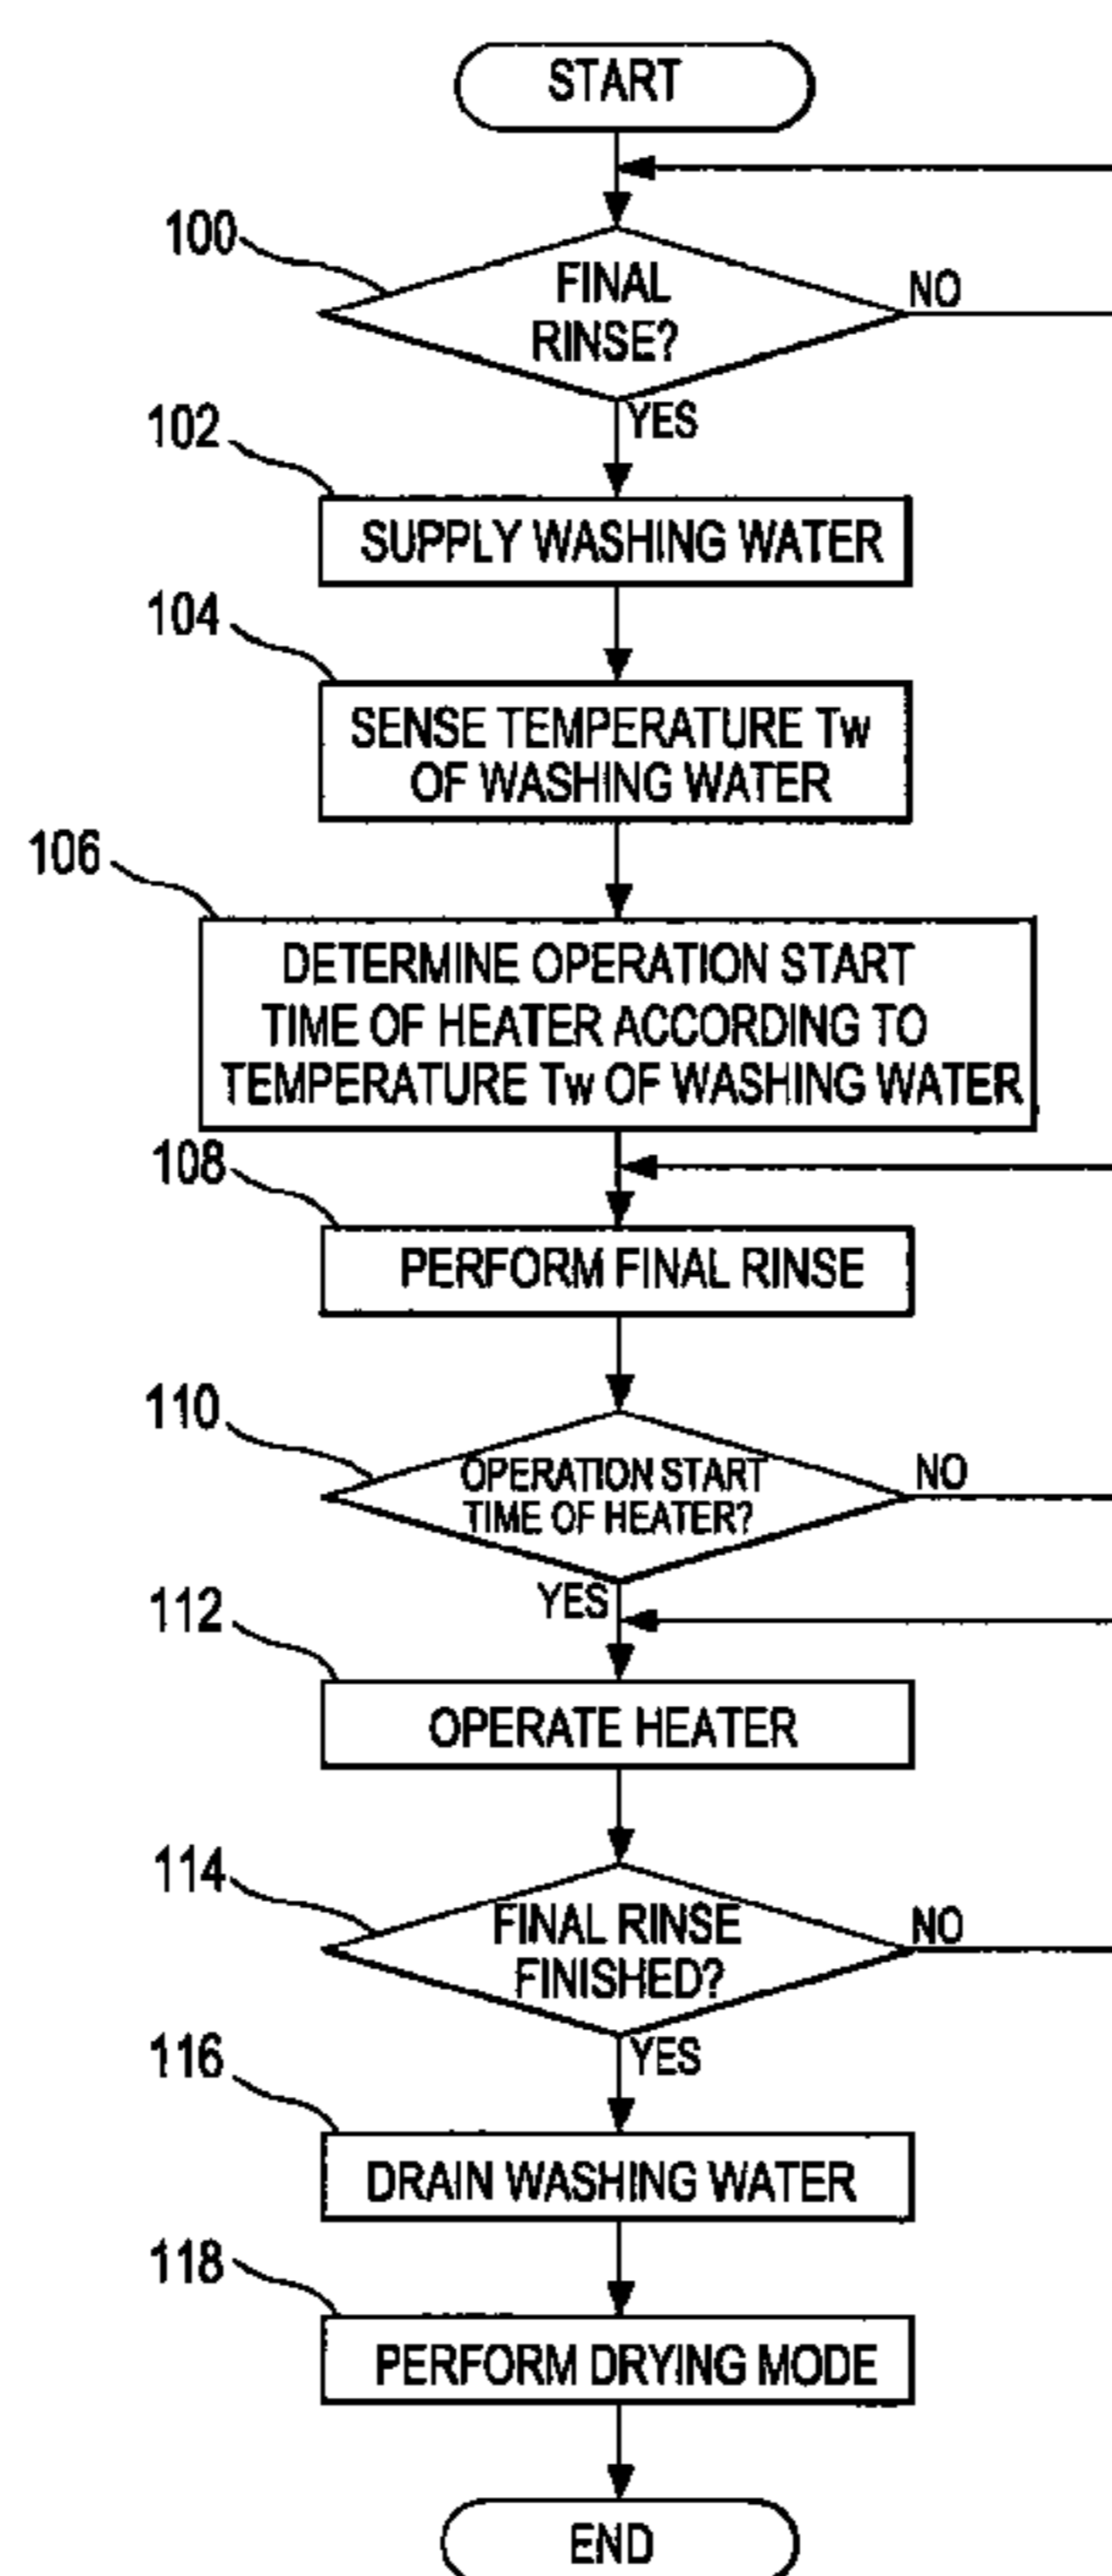 START
100
FINAL
RINSE?
NO
YES
102
SUPPLY WASHING WATER
104
SENSE TEMPERATURE Tw
OF WASHING WATER
106
DETERMINE OPERATION START
TIME OF HEATER ACCORDING TO
TEMPERATURE Tw OF WASHING WATER
108
PERFORM FINAL RINSE
110
OPERATION START
TIME OF HEATER?
NO
YES
112
OPERATE HEATER
114
FINAL RINSE
FINISHED?
NO
YES
116
DRAIN WASHING WATER
118
PERFORM DRYING MODE
END